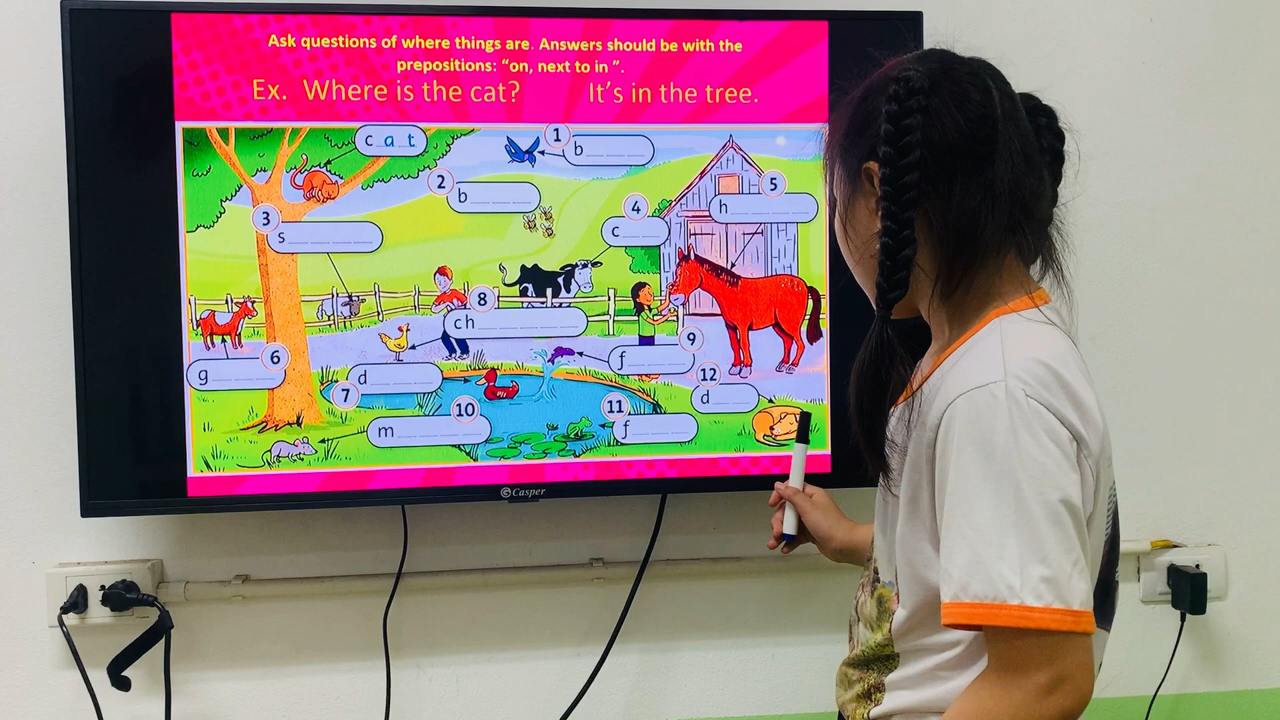 Ask questions of where things are. Answers should be with the
prepositions: "on, next to in ".
Ex. Where is the cat? It's in the tree.
c a t
1 b _ _ _ _
2 b _ _ _ _
3 s _ _ _ _ _
4 c _ _
5 h _ _ _ _
8 ch _ _ _ _ _
9 f _ _ _ _
6 g _ _ _ _
7 d _ _ _ _
12 d _ _ _
10 m _ _ _ _ _
11 f _ _ _ _
Casper